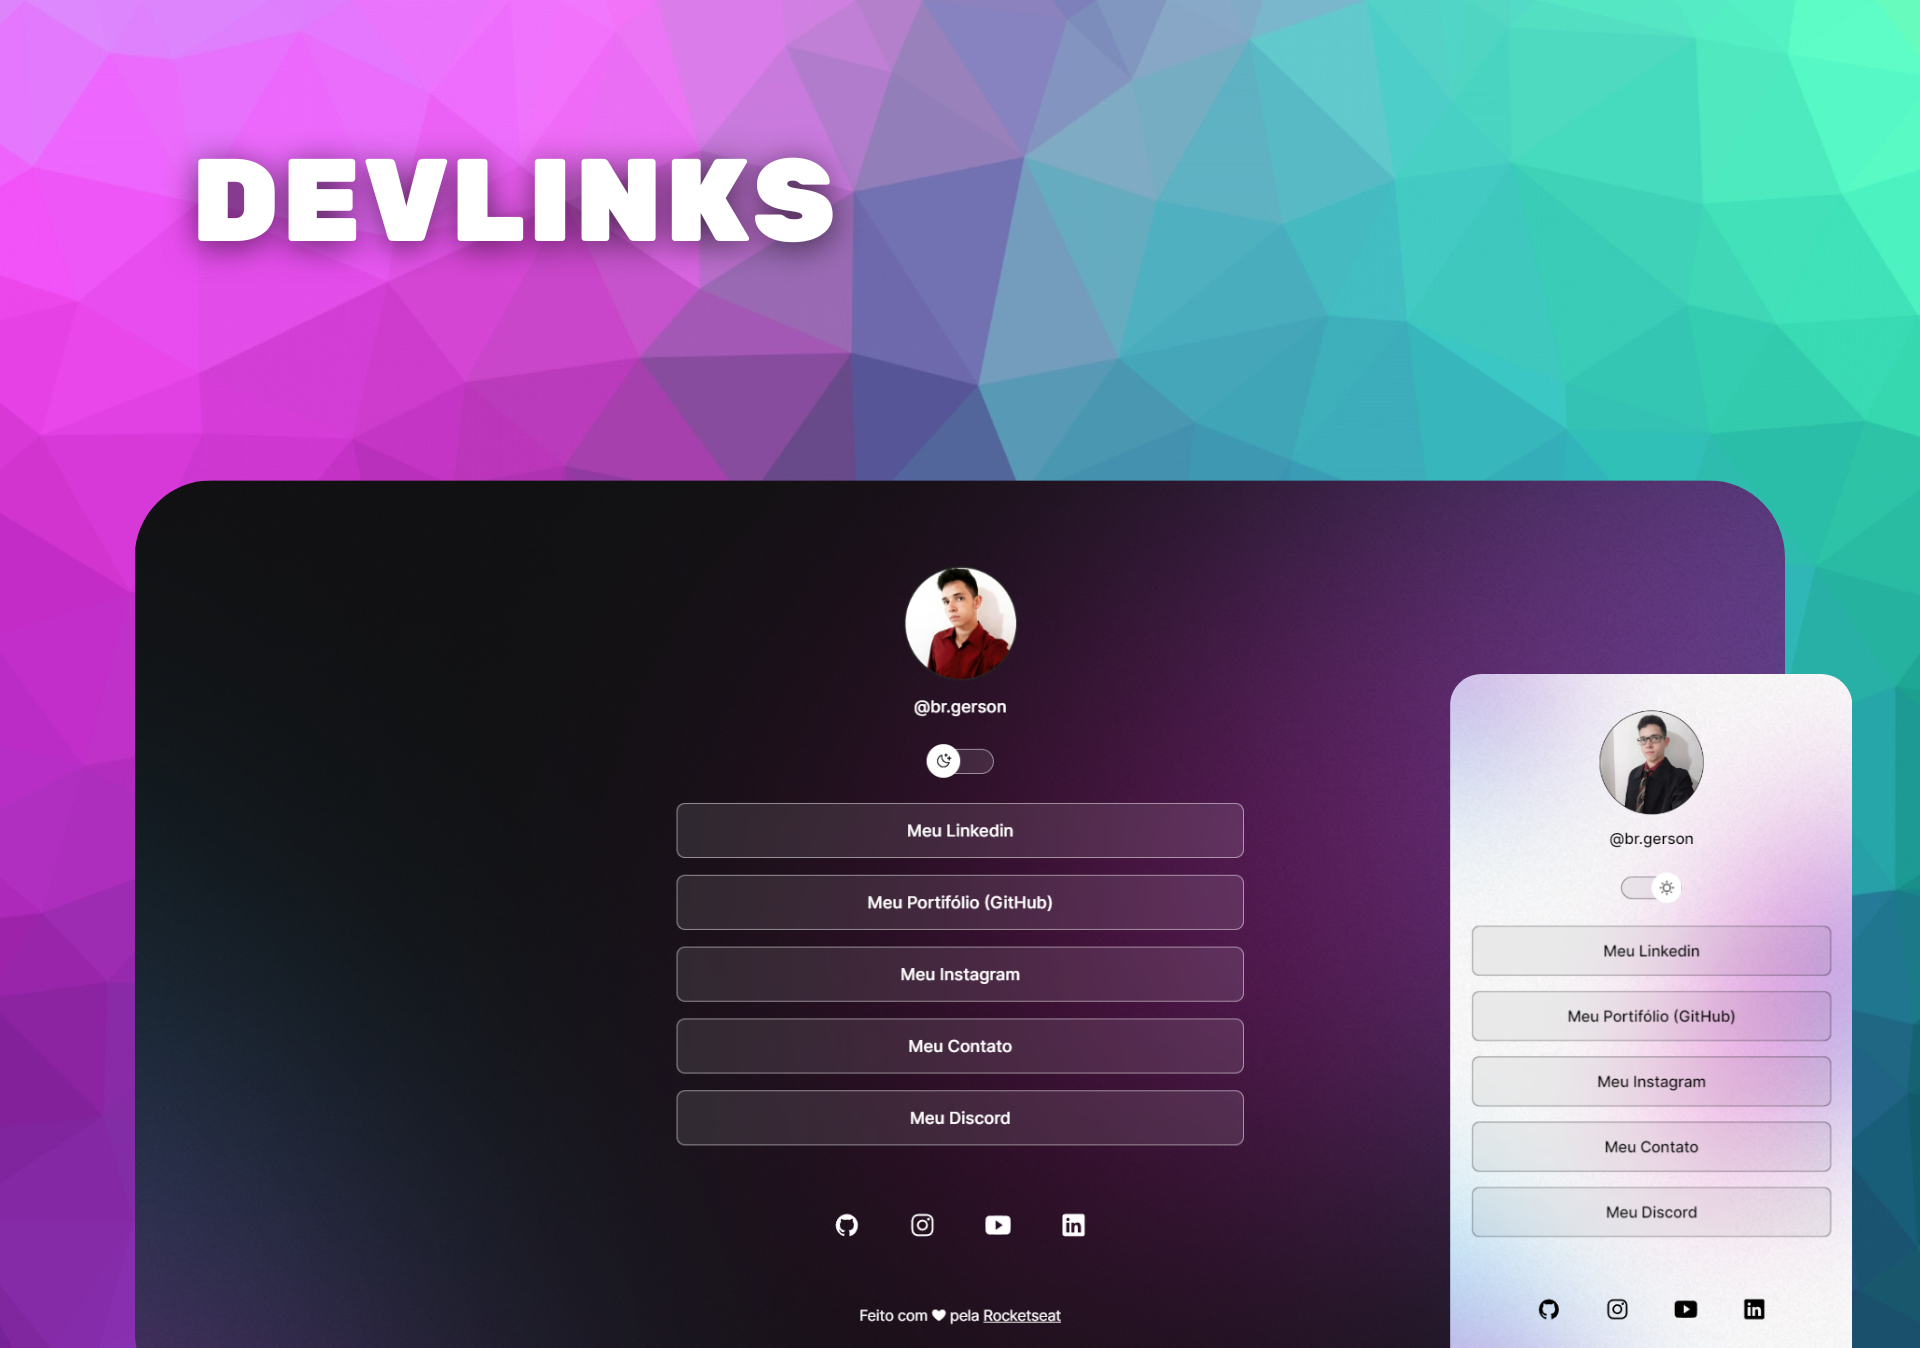 DEVLINKS
@br.gerson
Meu Linkedin
Meu Portifólio (GitHub)
Meu Instagram
Meu Contato
Meu Discord
Feito com ♥ pela Rocketseat
@br.gerson
Meu Linkedin
Meu Portifólio (GitHub)
Meu Instagram
Meu Contato
Meu Discord